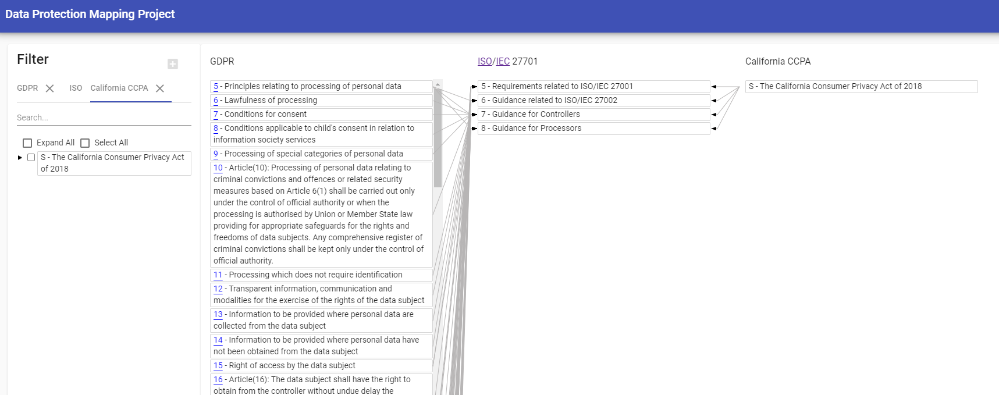 Data Protection Mapping Project
Filter
GDPR
ISO
California CCPA
Search...
Expand All
Select All
S - The California Consumer Privacy Act
of 2018
GDPR
5 - Principles relating to processing of personal data
6 - Lawfulness of processing
7 - Conditions for consent
8 - Conditions applicable to child's consent in relation to
information society services
9 - Processing of special categories of personal data
10 - Article(10): Processing of personal data relating to
criminal convictions and offences or related security
measures based on Article 6(1) shall be carried out only
under the control of official authority or when the
processing is authorised by Union or Member State law
providing for appropriate safeguards for the rights and
freedoms of data subjects. Any comprehensive register of
criminal convictions shall be kept only under the control of
official authority.
11 - Processing which does not require identification
12 - Transparent information, communication and
modalities for the exercise of the rights of the data subject
13 - Information to be provided where personal data are
collected from the data subject
14 - Information to be provided where personal data have
not been obtained from the data subject
15 - Right of access by the data subject
16 - Article(16): The data subject shall have the right to
obtain from the controller without undue delay the
ISO/IEC 27701
5 - Requirements related to ISO/IEC 27001
6 - Guidance related to ISO/IEC 27002
7 - Guidance for Controllers
8 - Guidance for Processors
California CCPA
S - The California Consumer Privacy Act of 2018